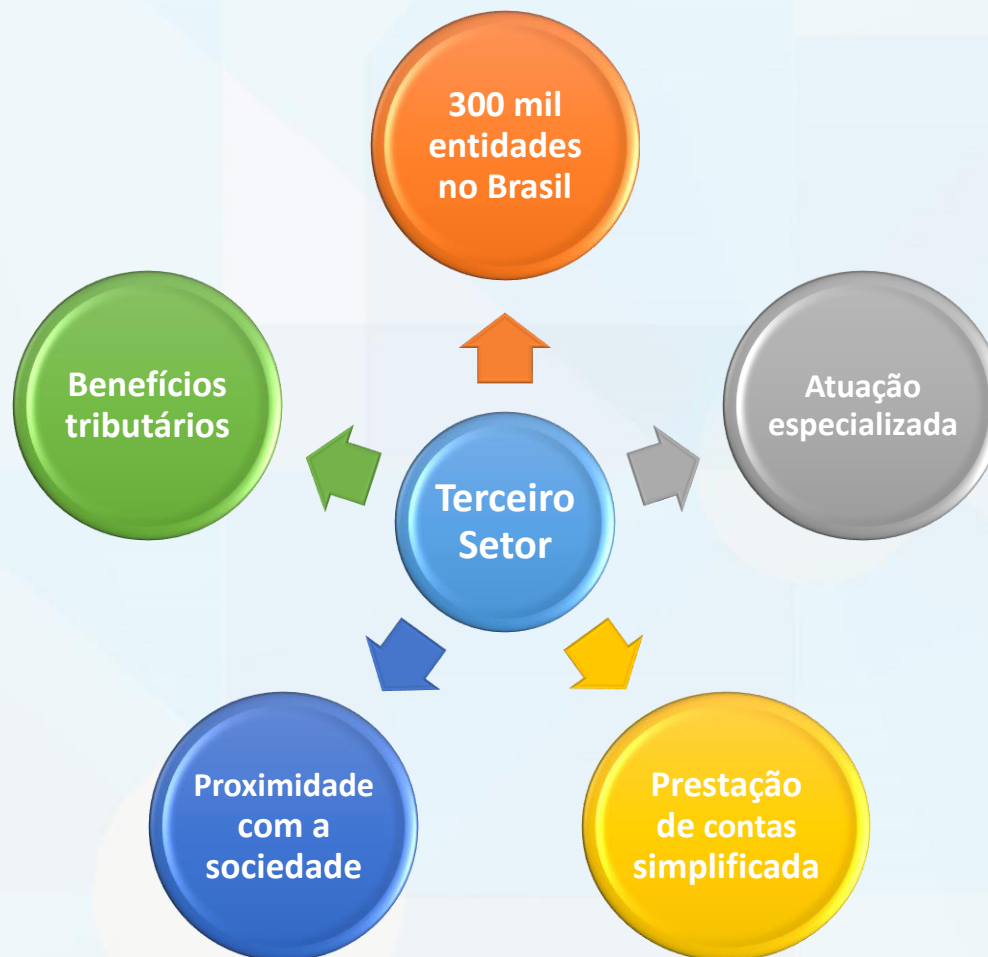 300 mil
entidades
no Brasil
Benefícios
tributários
Atuação
especializada
Terceiro
Setor
Proximidade
com a
sociedade
Prestação
de contas
simplificada